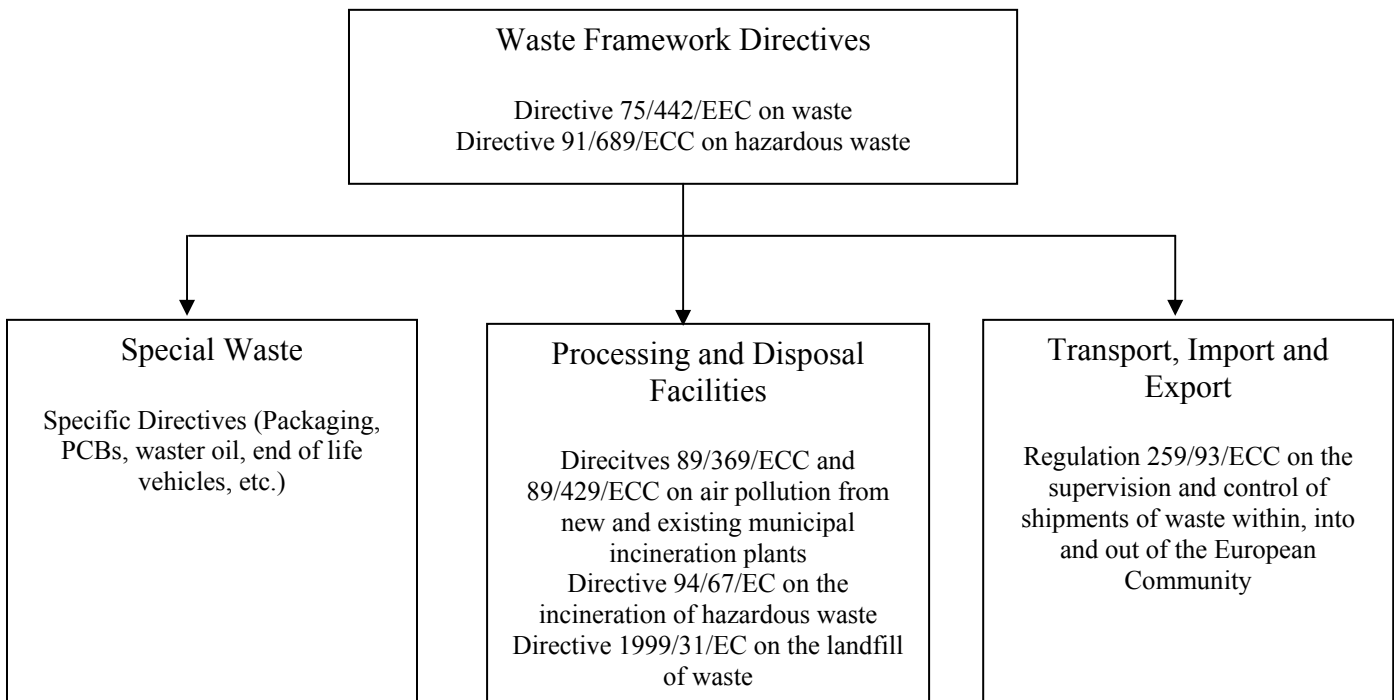 Waste Framework Directives
Directive 75/442/EEC on waste
Directive 91/689/ECC on hazardous waste
Special Waste
Specific Directives (Packaging,
PCBs, waster oil, end of life
vehicles, etc.)
Processing and Disposal
Facilities
Direcitves 89/369/ECC and
89/429/ECC on air pollution from
new and existing municipal
incineration plants
Directive 94/67/EC on the
incineration of hazardous waste
Directive 1999/31/EC on the landfill
of waste
Transport, Import and
Export
Regulation 259/93/ECC on the
supervision and control of
shipments of waste within, into
and out of the European
Community